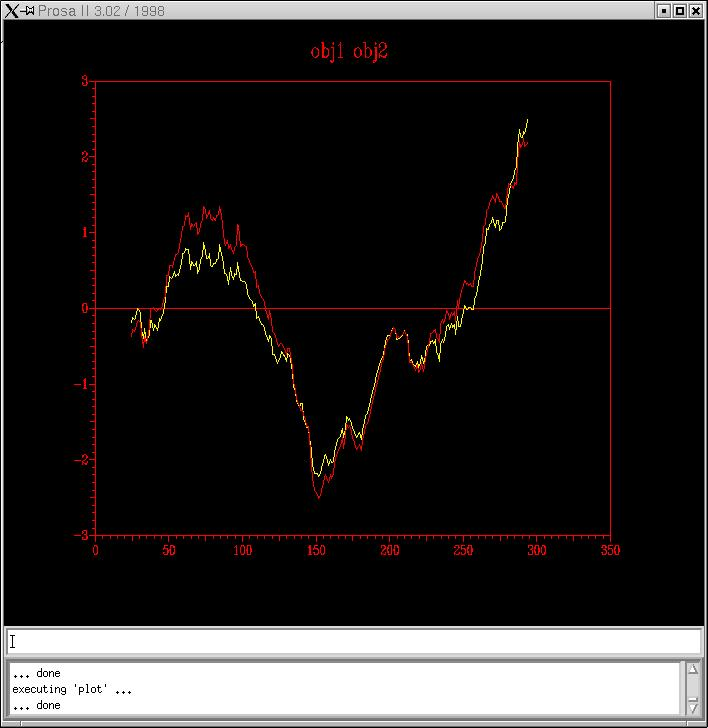 Prosa II 3.02 / 1998
obj1 obj2
3
2
1
0
-1
-2
-3
0 50 100 150 200 250 300 350
... done
executing 'plot' ...
... done